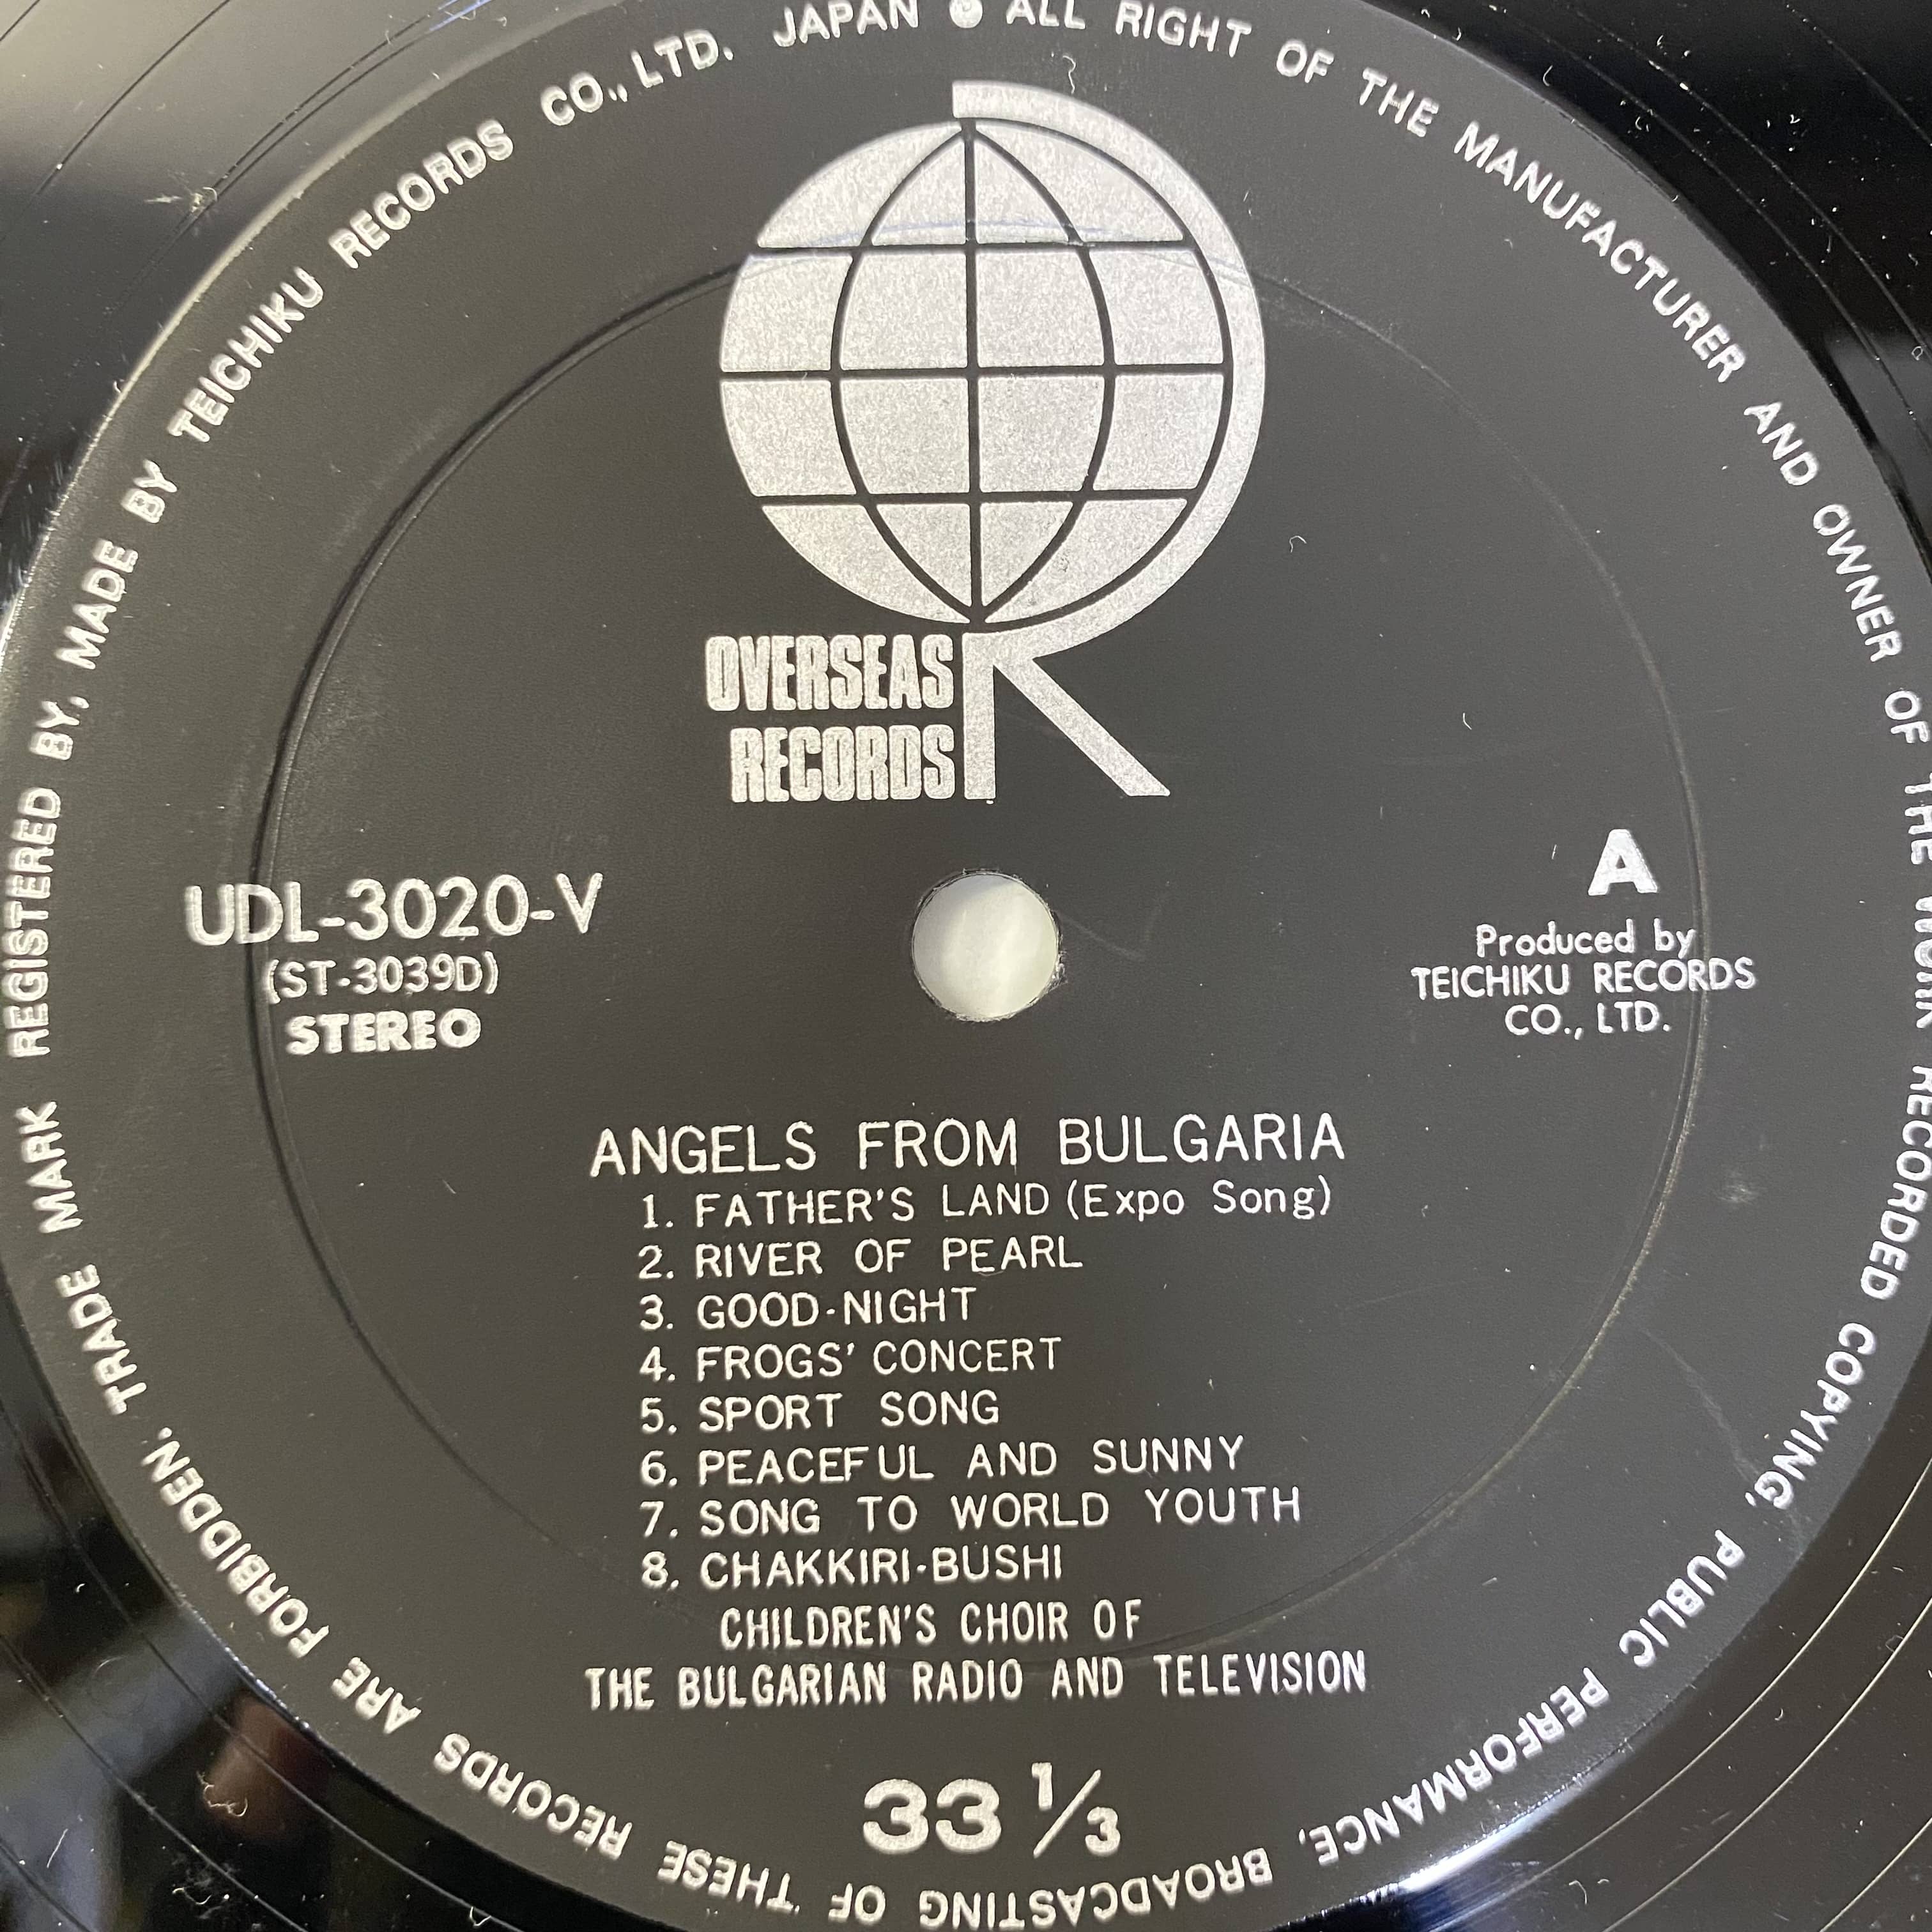 TRADE MARK REGISTERED BY, MADE BY TEICHIKU RECORDS CO., LTD. JAPAN ALL RIGHT OF THE MANUFACTURER AND OWNER OF THE WORK RECORDED COPYING, PUBLIC PERFORMANCE, BROADCASTING OF THESE RECORDS ARE FORBIDDEN.
OVERSEAS
RECORDS
UDL-3020-V
(ST-3039D)
STEREO
A
Produced by
TEICHIKU RECORDS
CO., LTD.
ANGELS FROM BULGARIA
1. FATHER'S LAND (Expo Song)
2. RIVER OF PEARL
3. GOOD-NIGHT
4. FROGS' CONCERT
5. SPORT SONG
6. PEACEFUL AND SUNNY
7. SONG TO WORLD YOUTH
8. CHAKKIRI-BUSHI
CHILDREN'S CHOIR OF
THE BULGARIAN RADIO AND TELEVISION
33 1/3